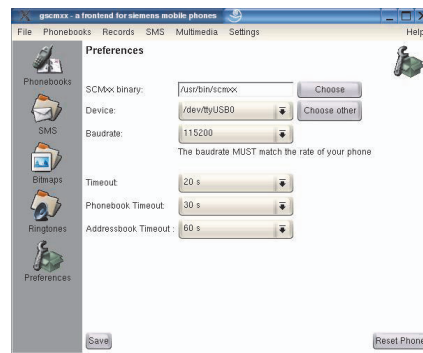 gscmxx - a frontend for siemens mobile phones
File Phonebooks Records SMS Multimedia Settings Help
Preferences
Phonebooks
SCMxx binary: /usr/bin/scmxx Choose
Device: /dev/ttyUSB0 Choose other
SMS
Baudrate: 115200
The baudrate MUST match the rate of your phone
Bitmaps
Timeout: 20 s
Phonebook Timeout: 30 s
Ringtones
Addressbook Timeout : 60 s
Preferences
Save Reset Phone